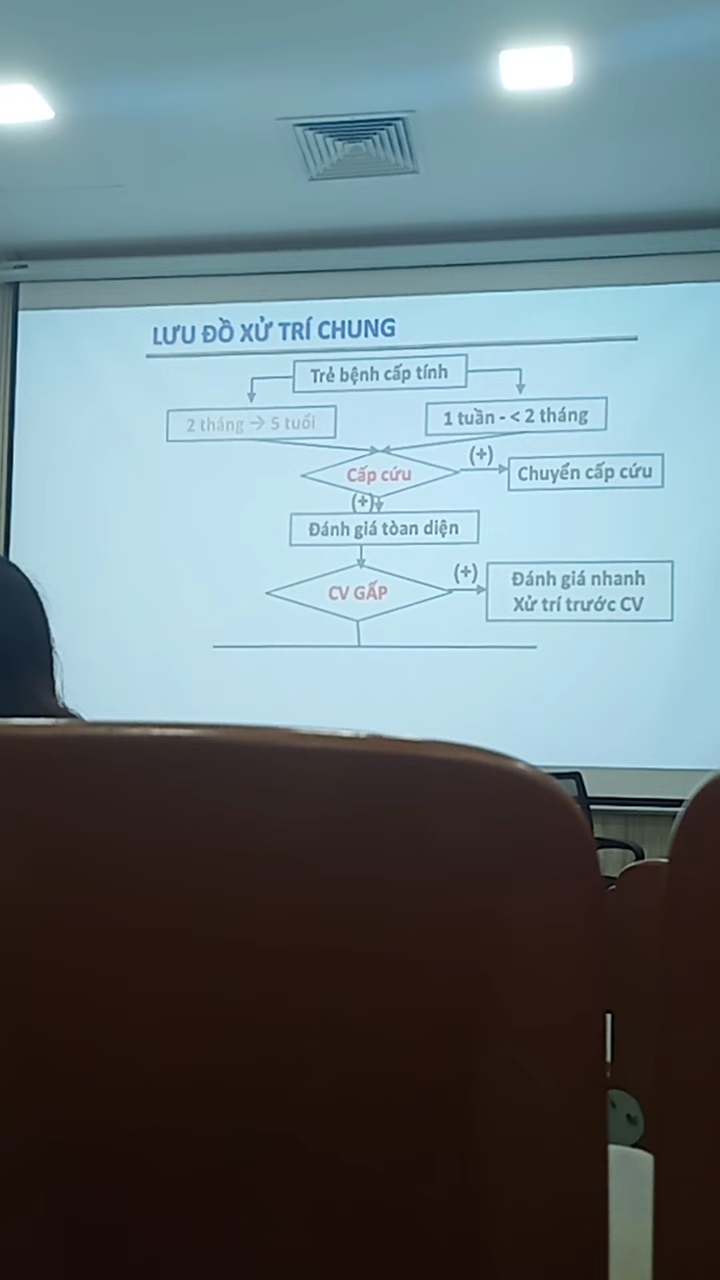 LƯU ĐỒ XỬ TRÍ CHUNG
Trẻ bệnh cấp tính
2 tháng → 5 tuổi
1 tuần - < 2 tháng
Cấp cứu
(+)
Chuyển cấp cứu
(+)
Đánh giá tòan diện
CV GẤP
(+)
Đánh giá nhanh
Xử trí trước CV